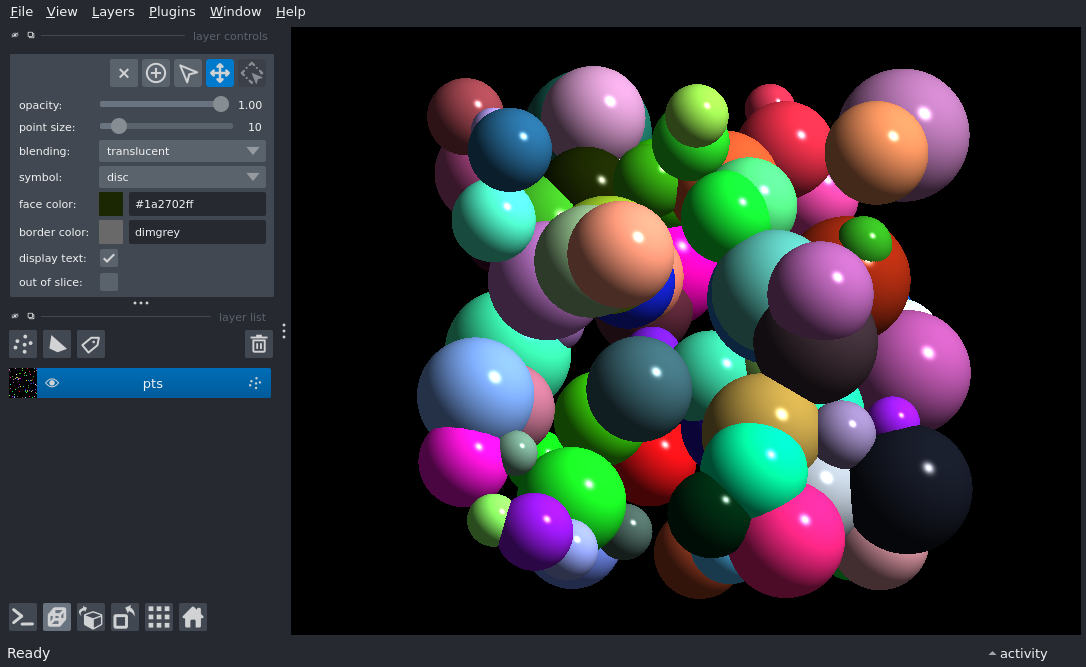 File View Layers Plugins Window Help
layer controls
opacity: 1.00
point size: 10
blending: translucent
symbol: disc
face color: #1a2702ff
border color: dimgrey
display text:
out of slice:
layer list
pts
Ready
activity